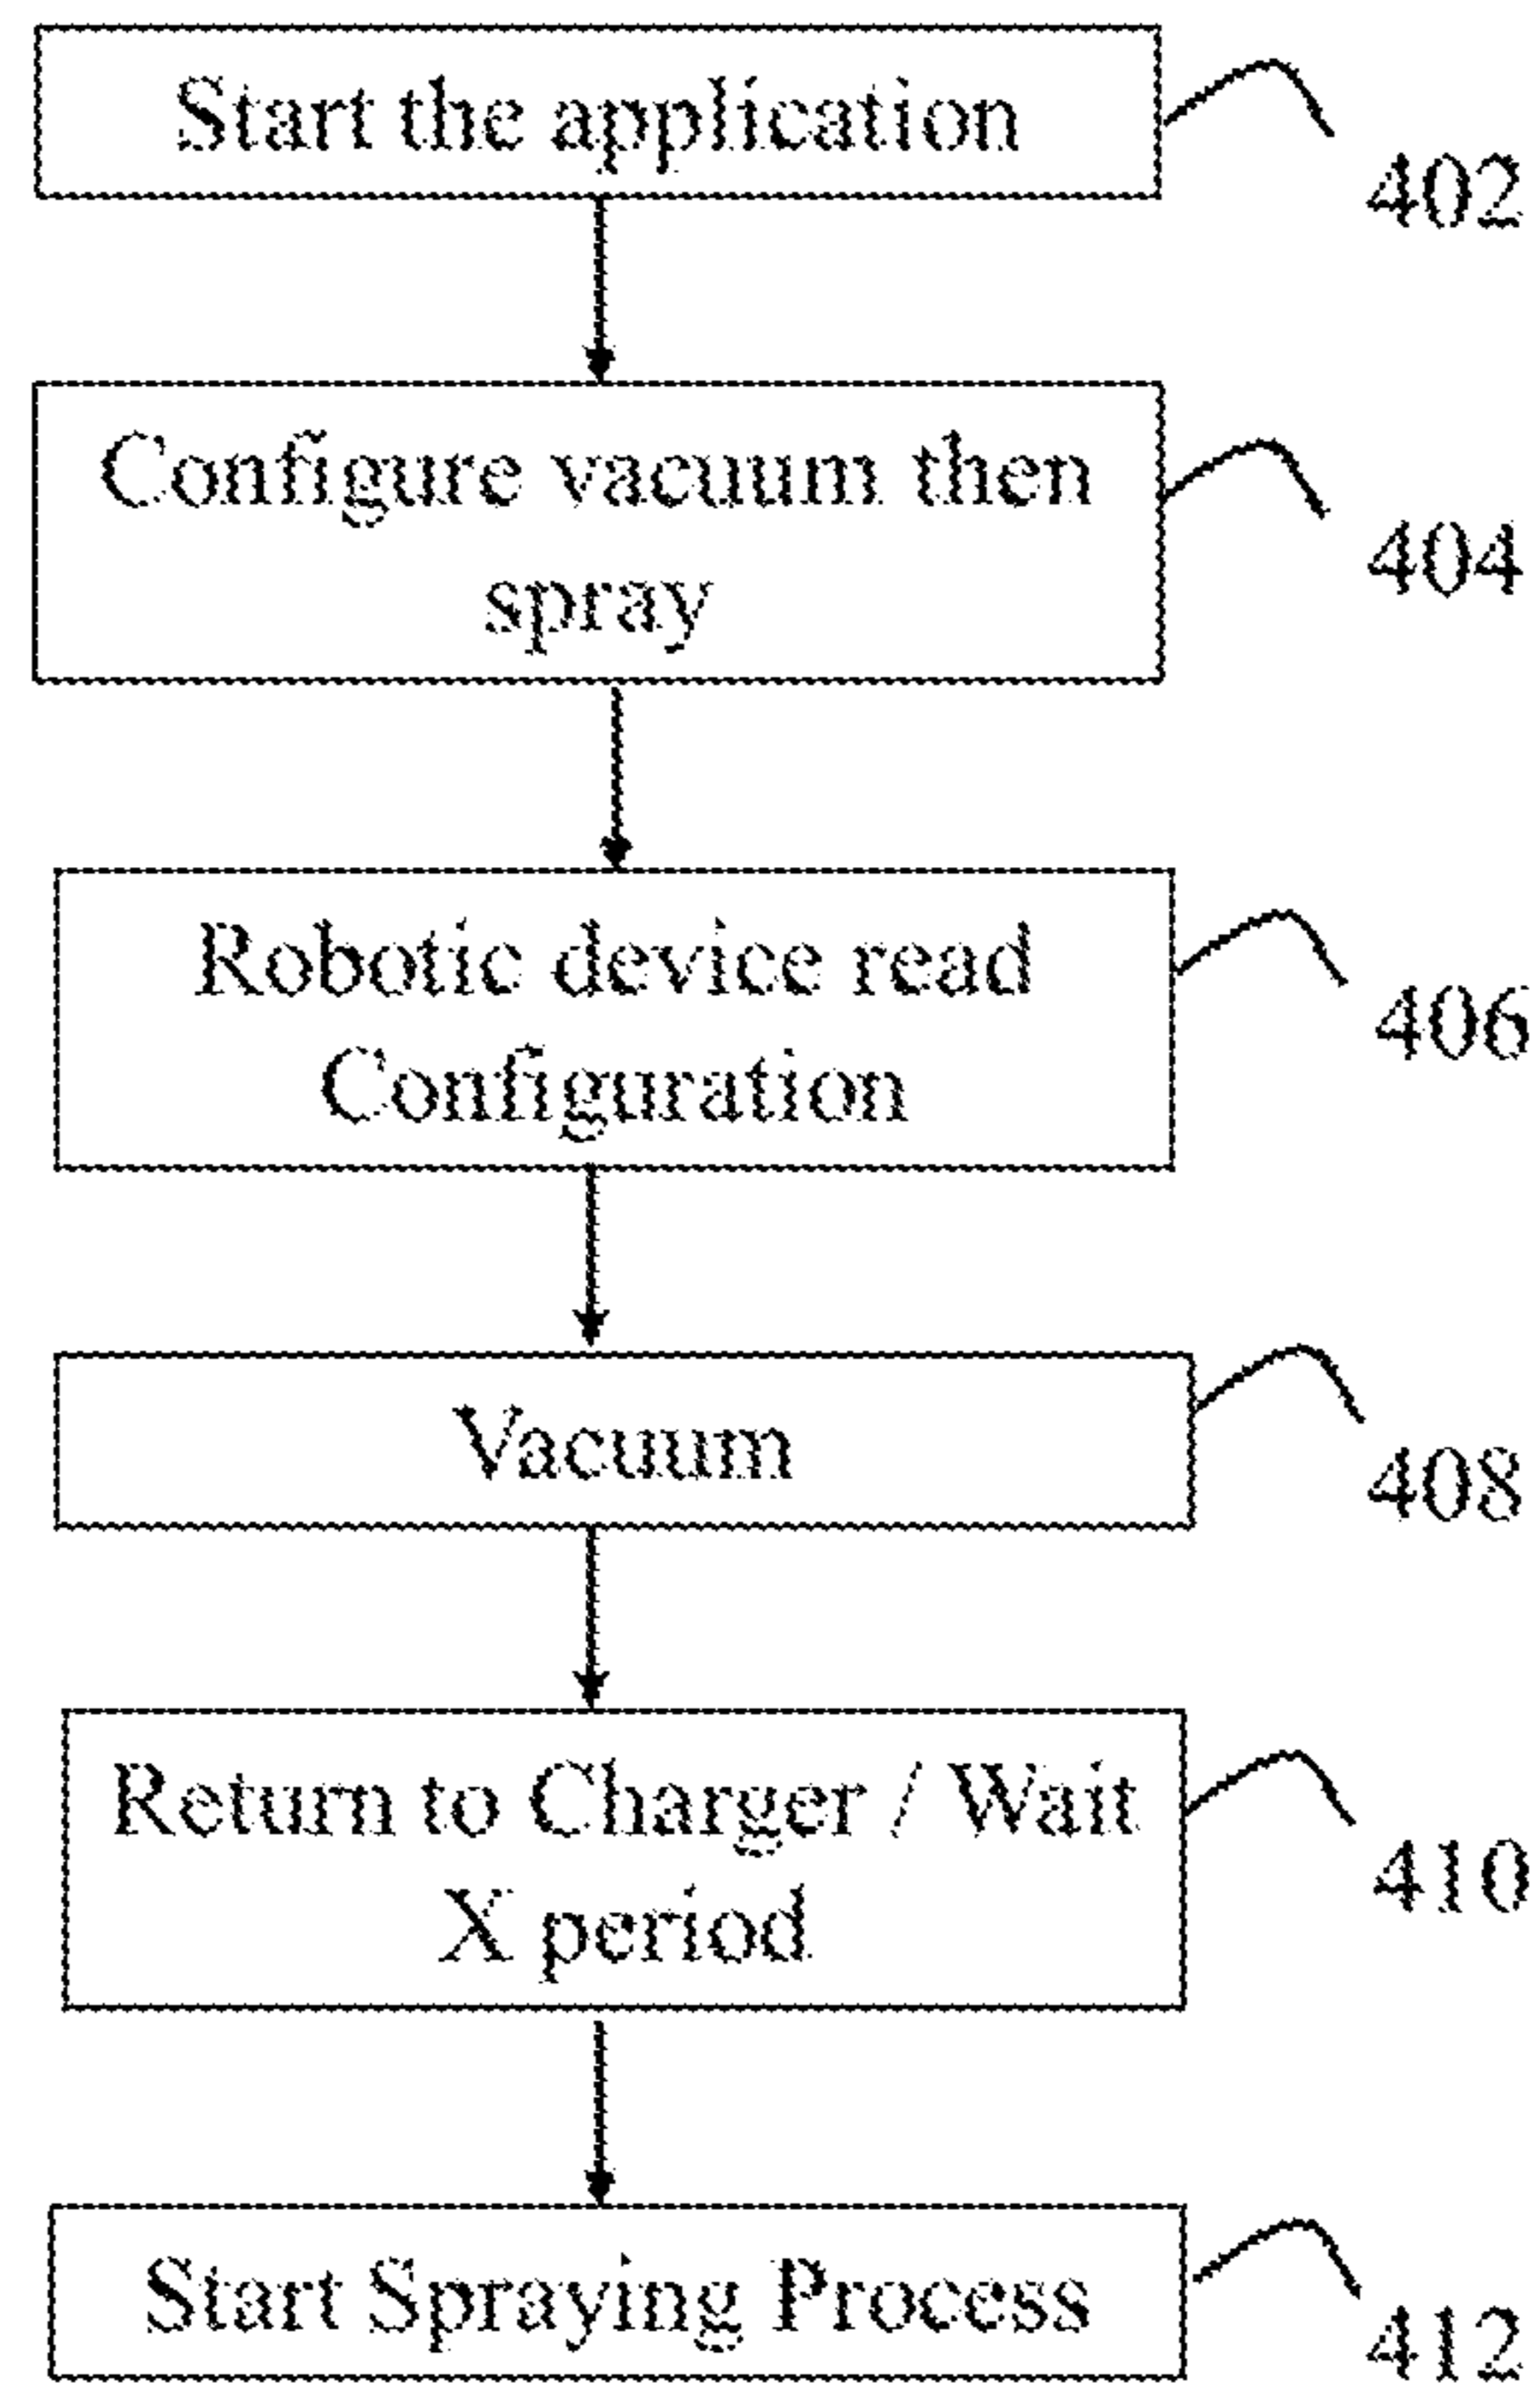 Start the application
402
Configure vacuum then
spray
404
Robotic device read
Configuration
406
Vacuum
408
Return to Charger / Wait
X period
410
Start Spraying Process
412